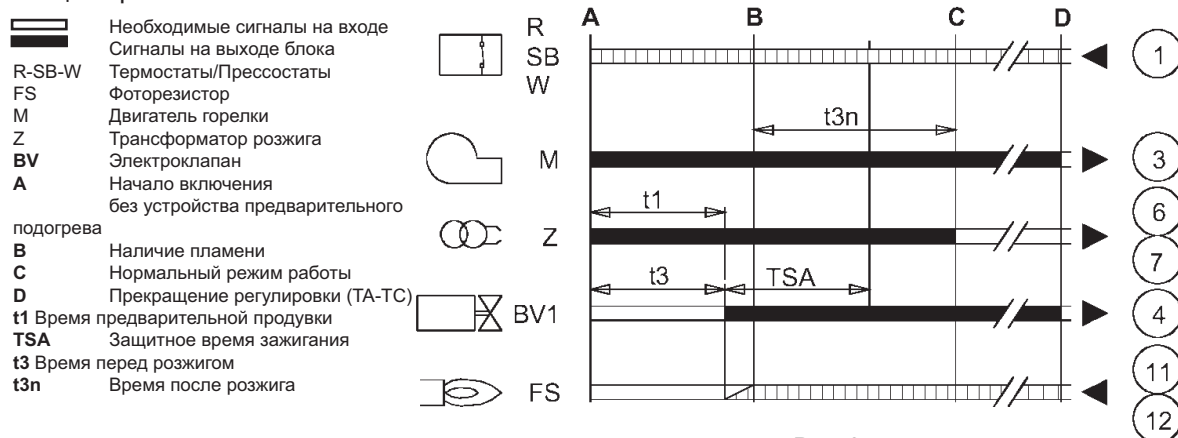 Необходимые сигналы на входе
Сигналы на выходе блока
R-SB-W Термостаты/Прессостаты
FS Фоторезистор
M Двигатель горелки
Z Трансформатор розжига
BV Электроклапан
A Начало включения
без устройства предварительного
подогрева
B Наличие пламени
C Нормальный режим работы
D Прекращение регулировки (TA-TC)
t1 Время предварительной продувки
TSA Защитное время зажигания
t3 Время перед розжигом
t3n Время после розжига
A B C D
R
SB
W
1
t3n
M
3
t1
Z
6
7
t3 TSA
BV1
4
FS
11
12